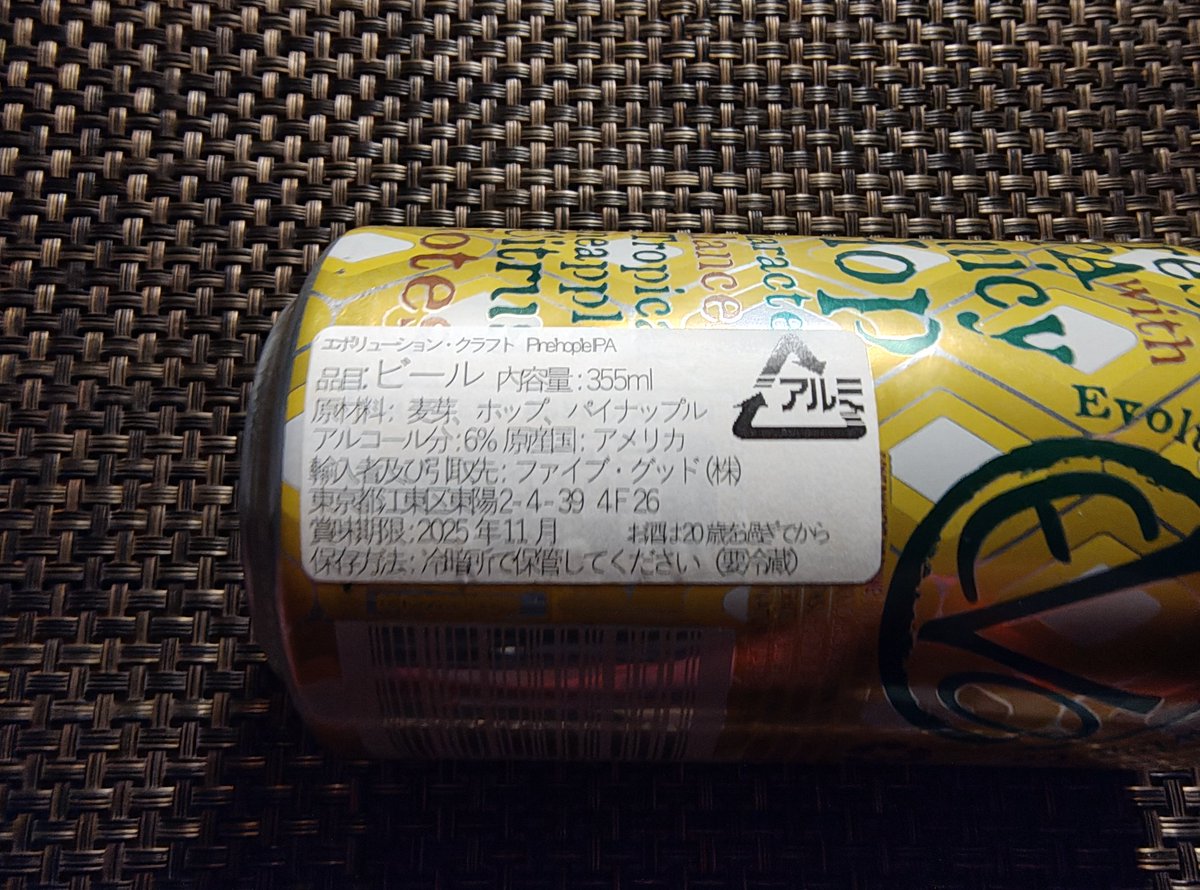 エボリューション・クラフト PinehopleIPA
品目:ビール 内容量:355ml
原材料:麦芽、ホップ、パイナップル
アルコール分:6% 原産国:アメリカ
輸入者及び引取先:ファイブ・グッド(株)
東京都江東区東陽2-4-39 4F26
賞味期限:2025年11月 お酒は20歳を過ぎてから
保存方法:冷暗所で保管してください(要冷蔵)
アルミ
with
Evo